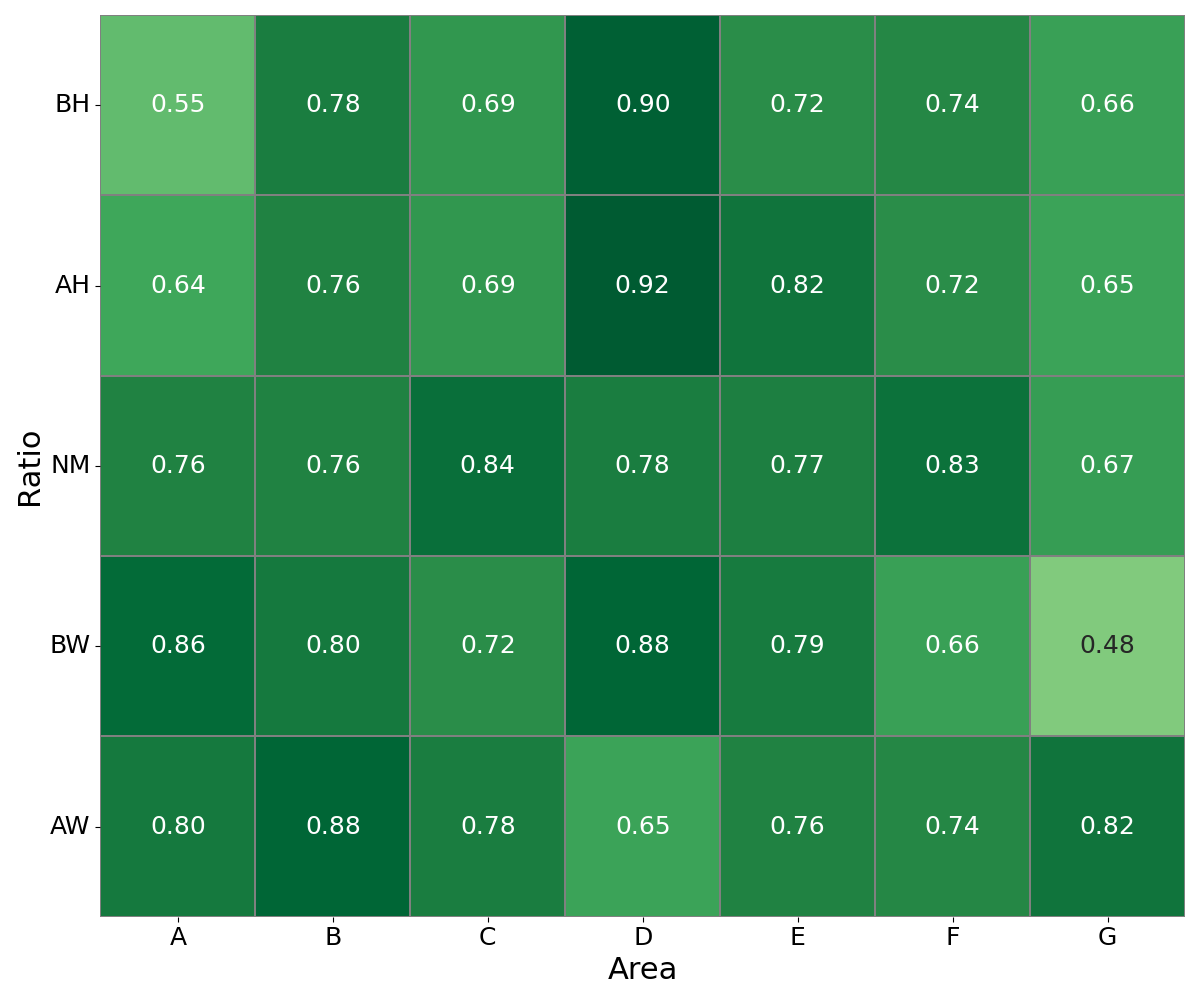 BH 0.55 0.78 0.69 0.90 0.72 0.74 0.66
AH 0.64 0.76 0.69 0.92 0.82 0.72 0.65
NM 0.76 0.76 0.84 0.78 0.77 0.83 0.67
BW 0.86 0.80 0.72 0.88 0.79 0.66 0.48
AW 0.80 0.88 0.78 0.65 0.76 0.74 0.82
A B C D E F G
Area
Ratio